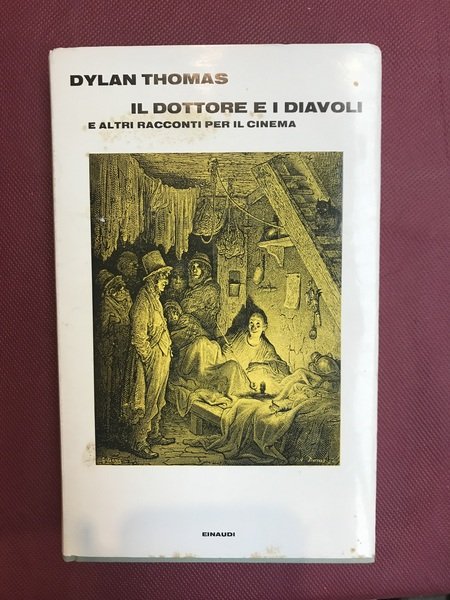 DYLAN THOMAS
IL DOTTORE E I DIAVOLI
E ALTRI RACCONTI PER IL CINEMA
EINAUDI